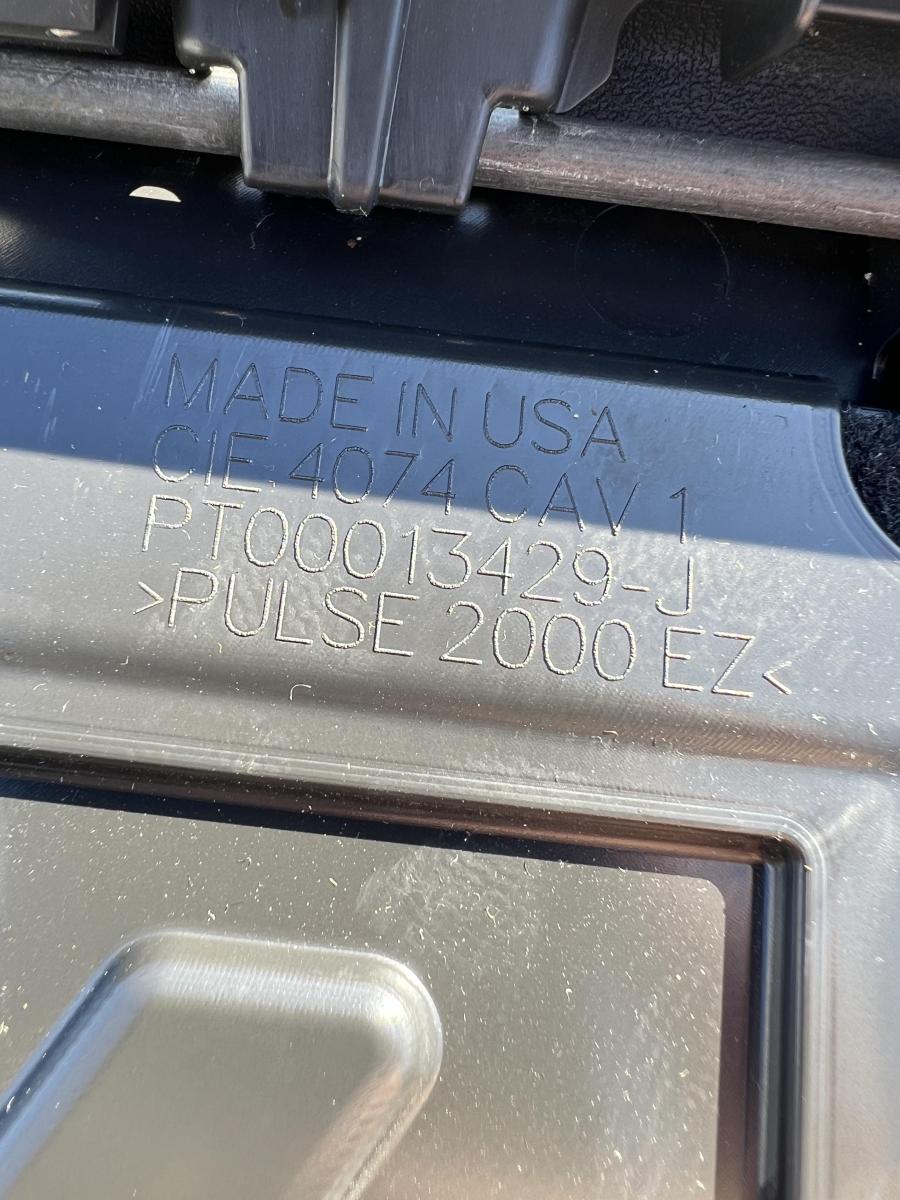 MADE IN USA
CIE 4074 CAV 1
PT00013429-J
>PULSE 2000 EZ<